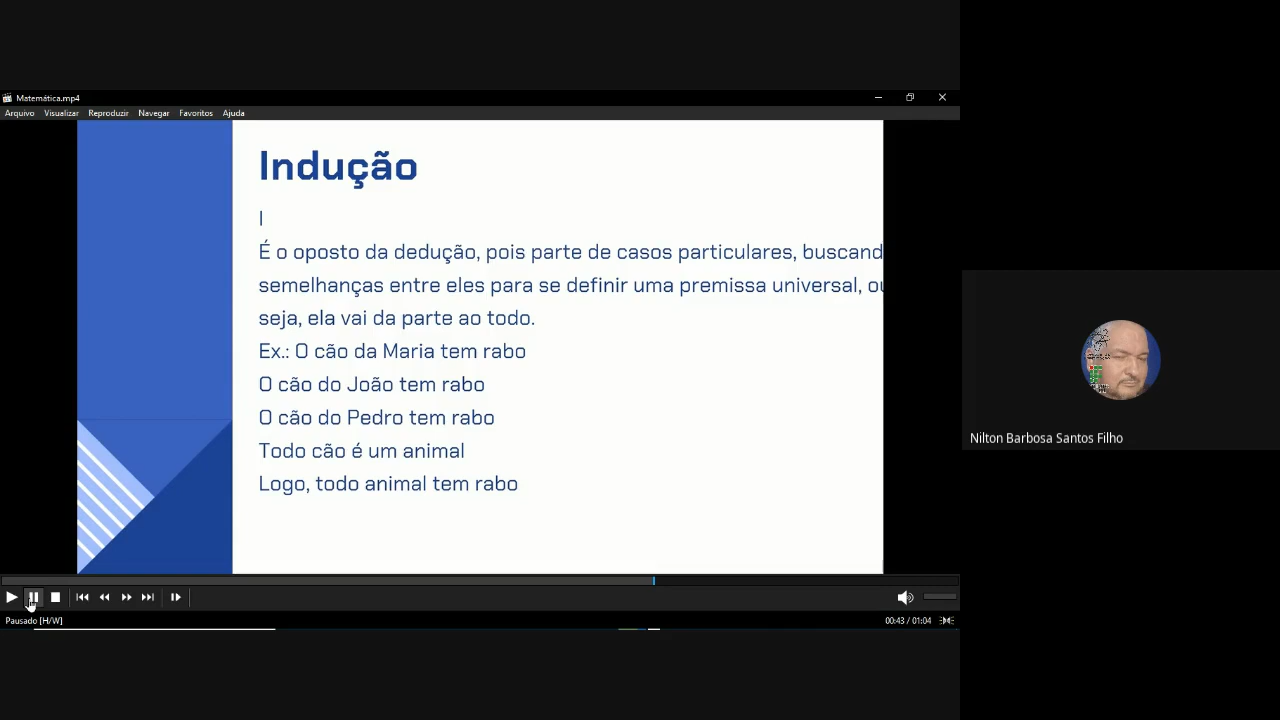 Matemática.mp4
Arquivo Visualizar Reproduzir Navegar Favoritos Ajuda
Indução
I
É o oposto da dedução, pois parte de casos particulares, buscand
semelhanças entre eles para se definir uma premissa universal, ou
seja, ela vai da parte ao todo.
Ex.: O cão da Maria tem rabo
O cão do João tem rabo
O cão do Pedro tem rabo
Todo cão é um animal
Logo, todo animal tem rabo
Nilton Barbosa Santos Filho
Pausado [H/W]
00:43 / 01:04